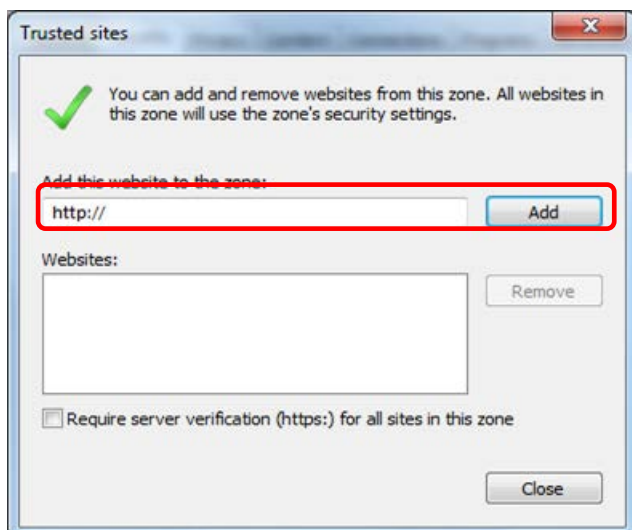 Trusted sites
You can add and remove websites from this zone. All websites in
this zone will use the zone's security settings.
Add this website to the zone:
http://
Add
Websites:
Remove
Require server verification (https:) for all sites in this zone
Close